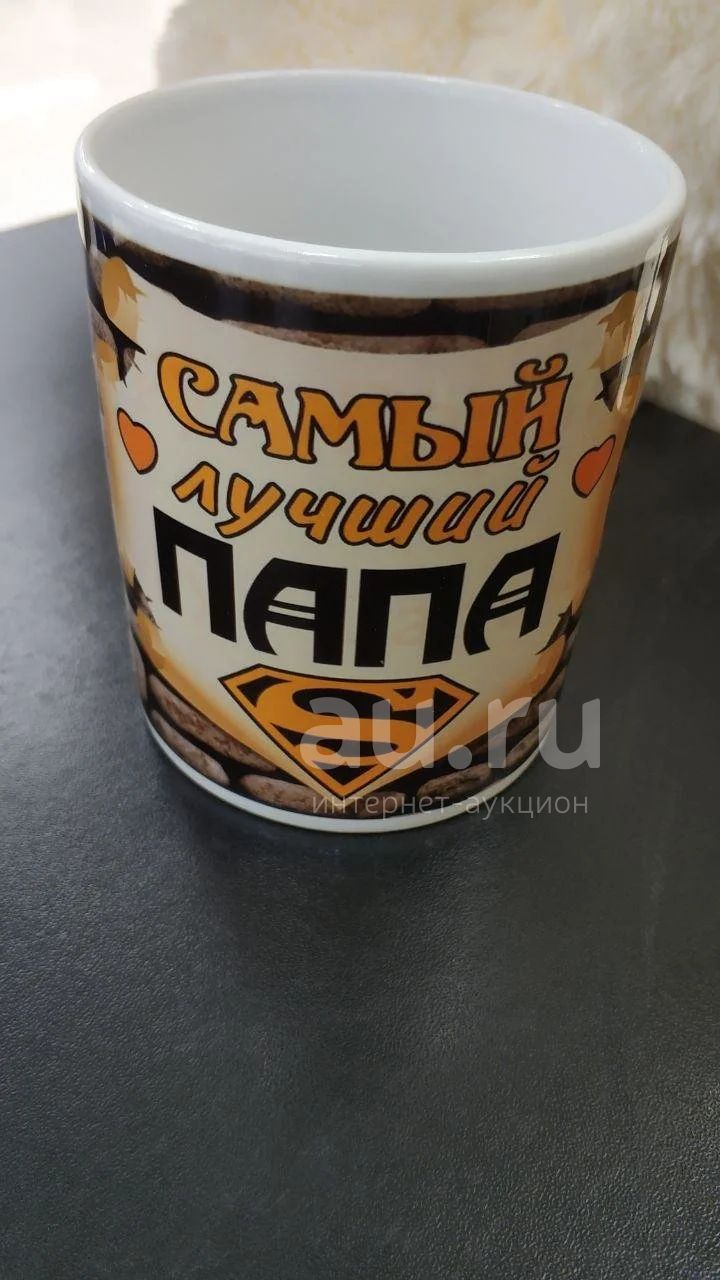 САМЫЙ
лучший
ПАПА
S
au.ru
интернет-аукцион